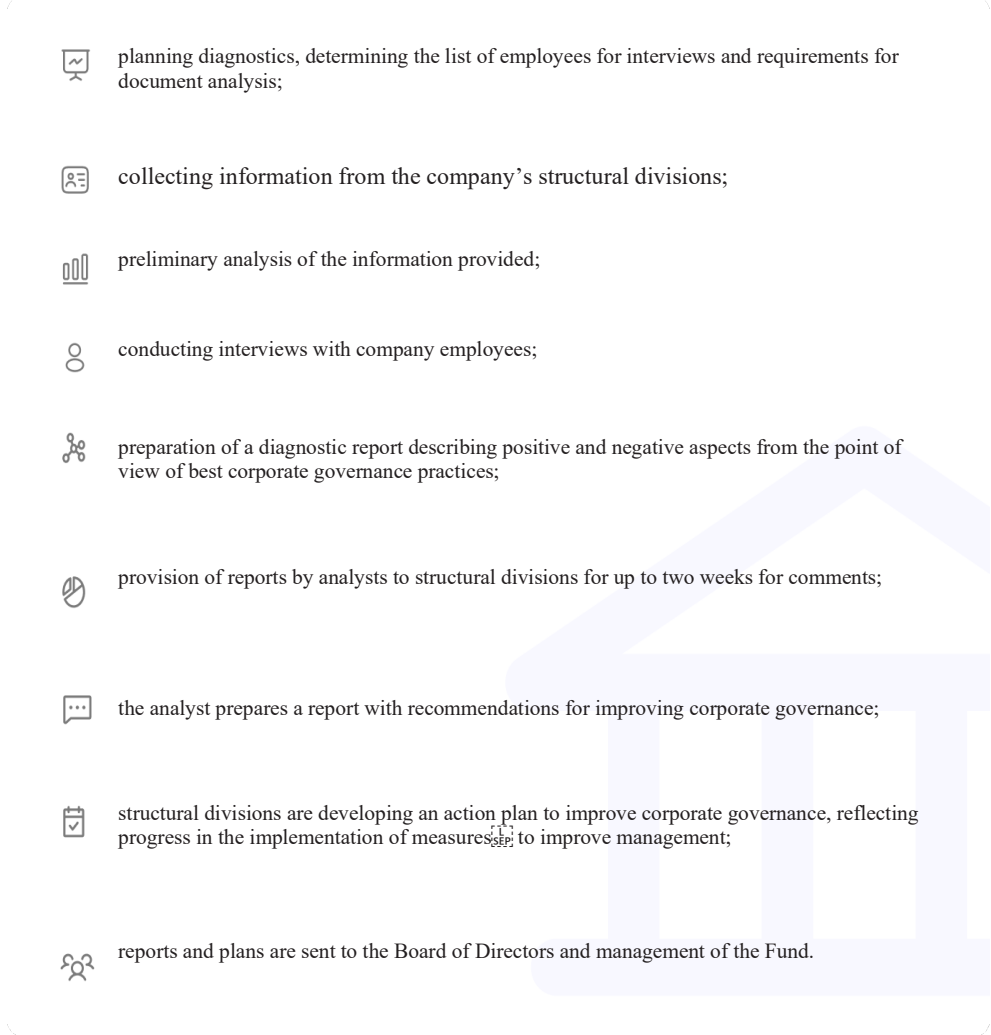 planning diagnostics, determining the list of employees for interviews and requirements for
document analysis;
collecting information from the company’s structural divisions;
preliminary analysis of the information provided;
conducting interviews with company employees;
preparation of a diagnostic report describing positive and negative aspects from the point of
view of best corporate governance practices;
provision of reports by analysts to structural divisions for up to two weeks for comments;
the analyst prepares a report with recommendations for improving corporate governance;
structural divisions are developing an action plan to improve corporate governance, reflecting
progress in the implementation of measures L SEP to improve management;
reports and plans are sent to the Board of Directors and management of the Fund.